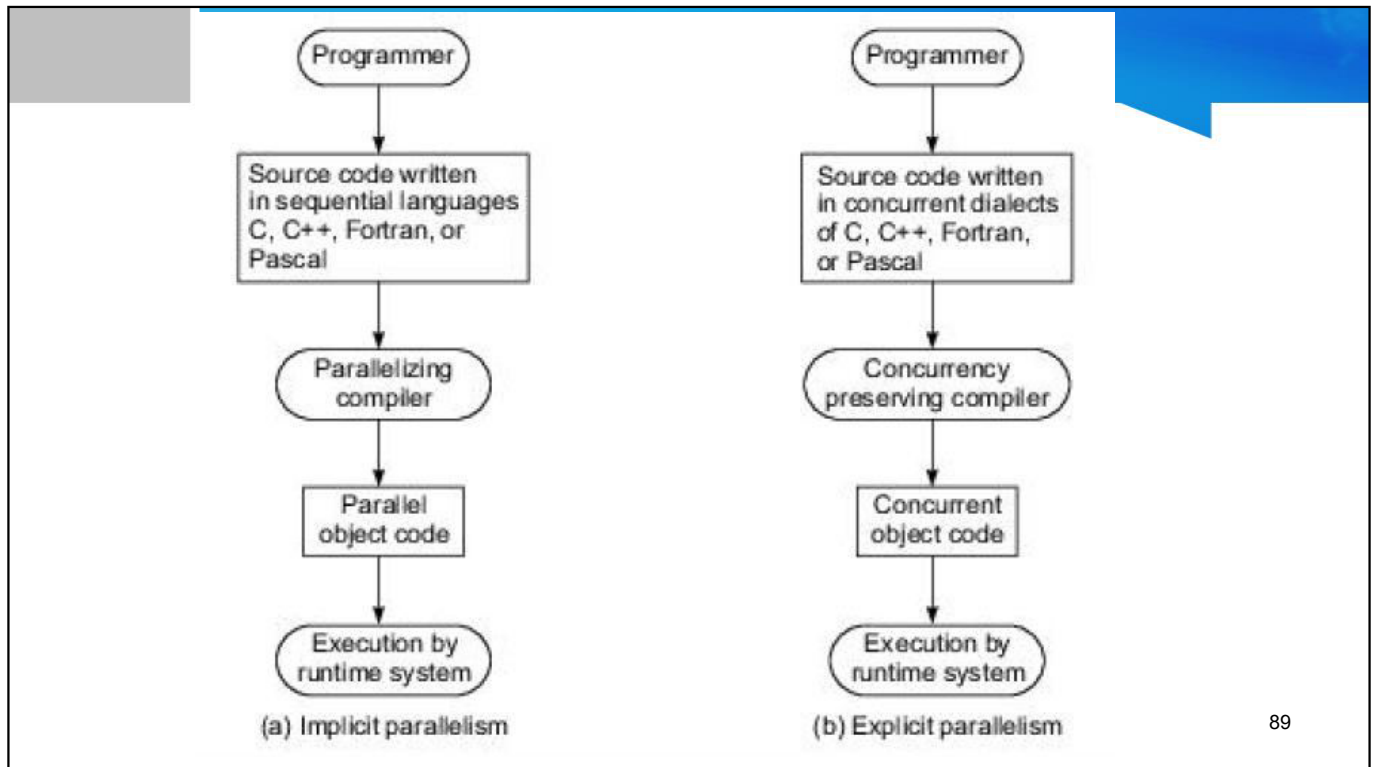 Programmer
Source code written
in sequential languages
C, C++, Fortran, or
Pascal
Parallelizing
compiler
Parallel
object code
Execution by
runtime system
(a) Implicit parallelism
Programmer
Source code written
in concurrent dialects
of C, C++, Fortran,
or Pascal
Concurrency
preserving compiler
Concurrent
object code
Execution by
runtime system
(b) Explicit parallelism
89